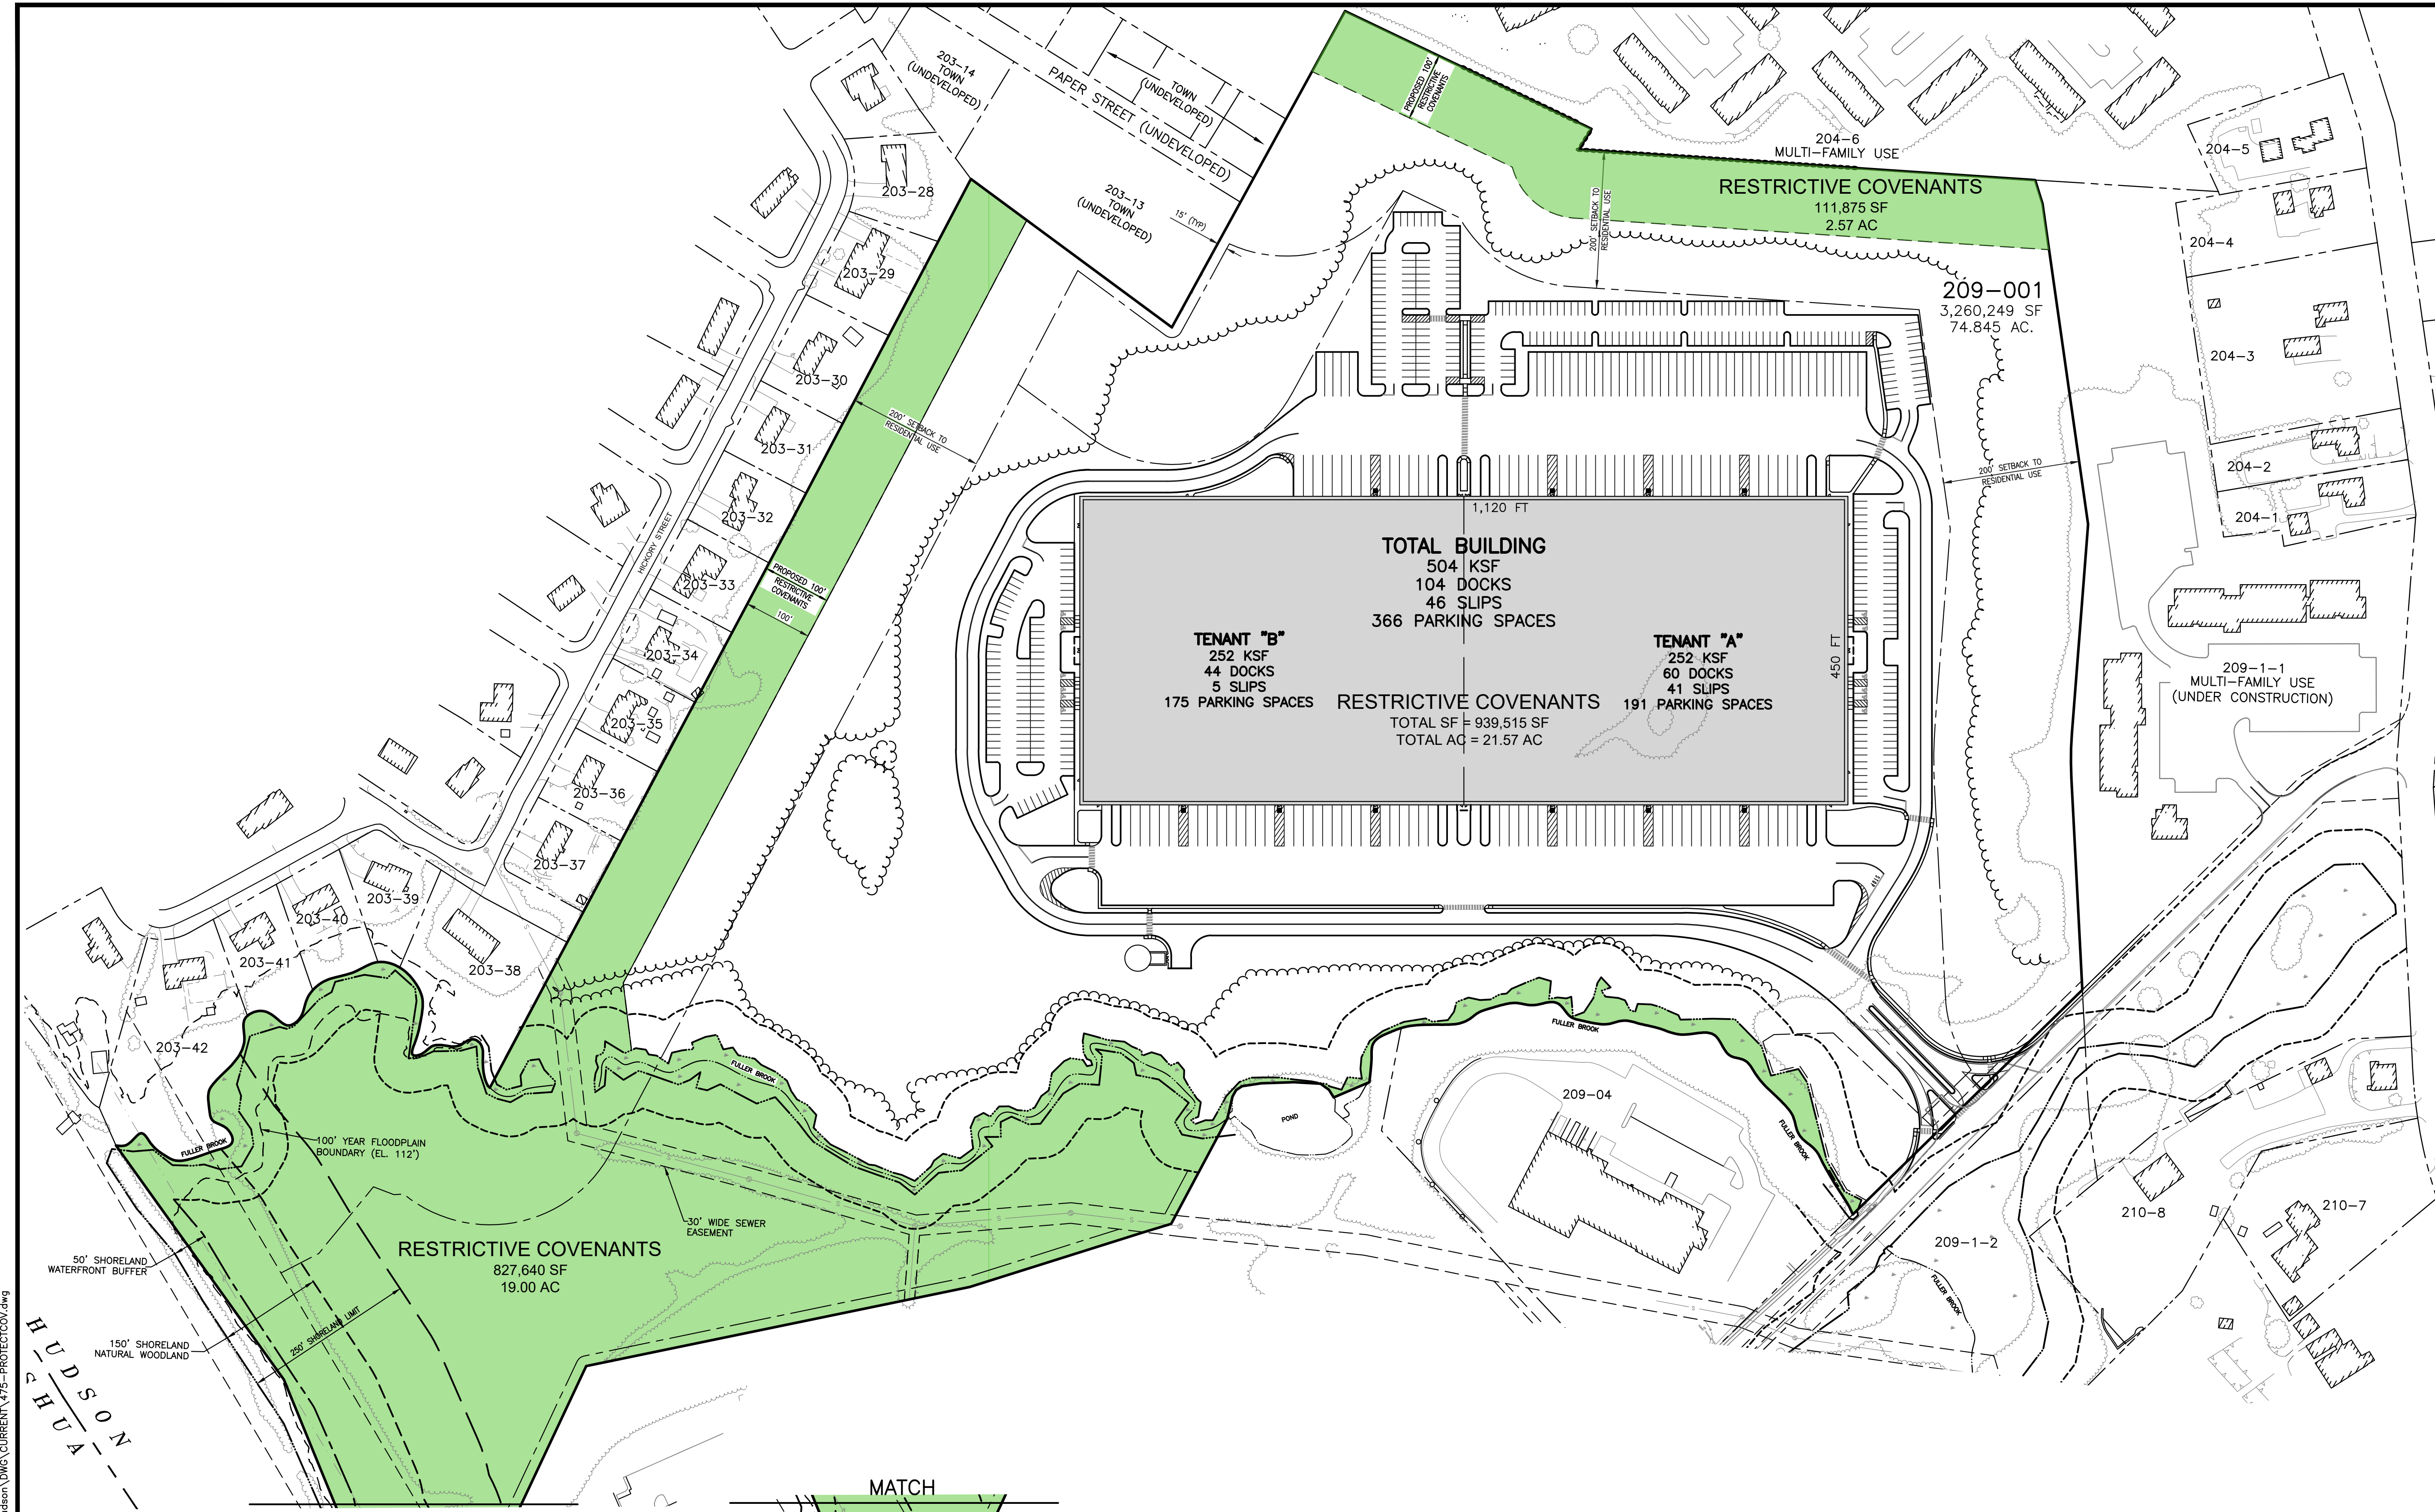 203-14
TOWN
(UNDEVELOPED)
PAPER STREET (UNDEVELOPED)
TOWN
(UNDEVELOPED)
203-13
TOWN
(UNDEVELOPED)
15' (TYP)
PROPOSED 100'
RESTRICTIVE
COVENANTS
204-6
MULTI-FAMILY USE
RESTRICTIVE COVENANTS
111,875 SF
2.57 AC
200' SETBACK TO
RESIDENTIAL USE
209-001
3,260,249 SF
74.845 AC.
204-5
204-4
204-3
204-2
204-1
203-28
203-29
203-30
203-31
203-32
203-33
203-34
203-35
203-36
203-37
203-38
203-39
203-40
203-41
203-42
HICKORY STREET
200' SETBACK TO
RESIDENTIAL USE
PROPOSED 100'
RESTRICTIVE
COVENANTS
100'
200' SETBACK TO
RESIDENTIAL USE
1,120 FT
450 FT
TOTAL BUILDING
504 KSF
104 DOCKS
46 SLIPS
366 PARKING SPACES
TENANT "B"
252 KSF
44 DOCKS
5 SLIPS
175 PARKING SPACES
TENANT "A"
252 KSF
60 DOCKS
41 SLIPS
191 PARKING SPACES
RESTRICTIVE COVENANTS
TOTAL SF = 939,515 SF
TOTAL AC = 21.57 AC
209-1-1
MULTI-FAMILY USE
(UNDER CONSTRUCTION)
FULLER BROOK
FULLER BROOK
FULLER BROOK
FULLER BROOK
FULLER BROOK
POND
209-04
209-1-2
210-8
210-7
100' YEAR FLOODPLAIN
BOUNDARY (EL. 112')
30' WIDE SEWER
EASEMENT
RESTRICTIVE COVENANTS
827,640 SF
19.00 AC
50' SHORELAND
WATERFRONT BUFFER
150' SHORELAND
NATURAL WOODLAND
250' SHORELAND LIMIT
HUDSON
SHUA
MATCH
dson\DWG\CURRENT\475-PROTECTCOV.dwg